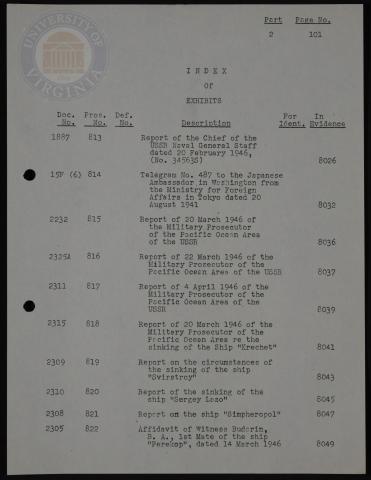 UNIVERSITY OF VIRGINIA
Part Page No.
2 101
I N D E X
Of
EXHIBITS
Doc. Pros. Def. For In
No. No. No. Description Ident. Evidence
1887 813 Report of the Chief of the
USSR Naval General Staff
dated 20 February 1946,
(No. 34563S) 8026
15P (6) 814 Telegram No. 487 to the Japanese
Ambassador in Washington from
the Ministry for Foreign
Affairs in Tokyo dated 20
August 1941 8032
2232 815 Report of 20 March 1946 of
the Military Prosecutor
of the Pacific Ocean Area
of the USSR 8036
2325A 816 Report of 22 March 1946 of the
Military Prosecutor of the
Pacific Ocean Area of the USSR 8037
2311 817 Report of 4 April 1946 of the
Military Prosecutor of the
Pacific Ocean Area of the
USSR 8039
2315 818 Report of 20 March 1946 of the
Military Prosecutor of the
Pacific Ocean Area re the
sinking of the Ship "Krechet" 8041
2309 819 Report on the circumstances of
the sinking of the ship
"Svirstroy" 8043
2310 820 Report of the sinking of the
ship "Sergey Lozo" 8045
2308 821 Report on the ship "Simpheropol" 8047
2305 822 Affidavit of Witness Buderin,
B. A., 1st Mate of the ship
"Perekop", dated 14 March 1946 8049